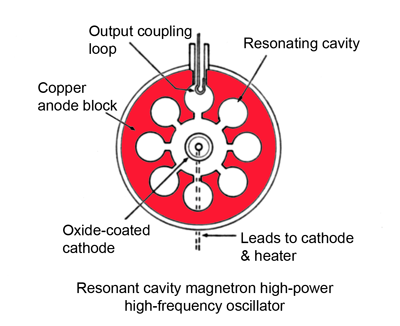 Output coupling
loop
Resonating cavity
Copper
anode block
Oxide-coated
cathode
Leads to cathode
& heater
Resonant cavity magnetron high-power
high-frequency oscillator